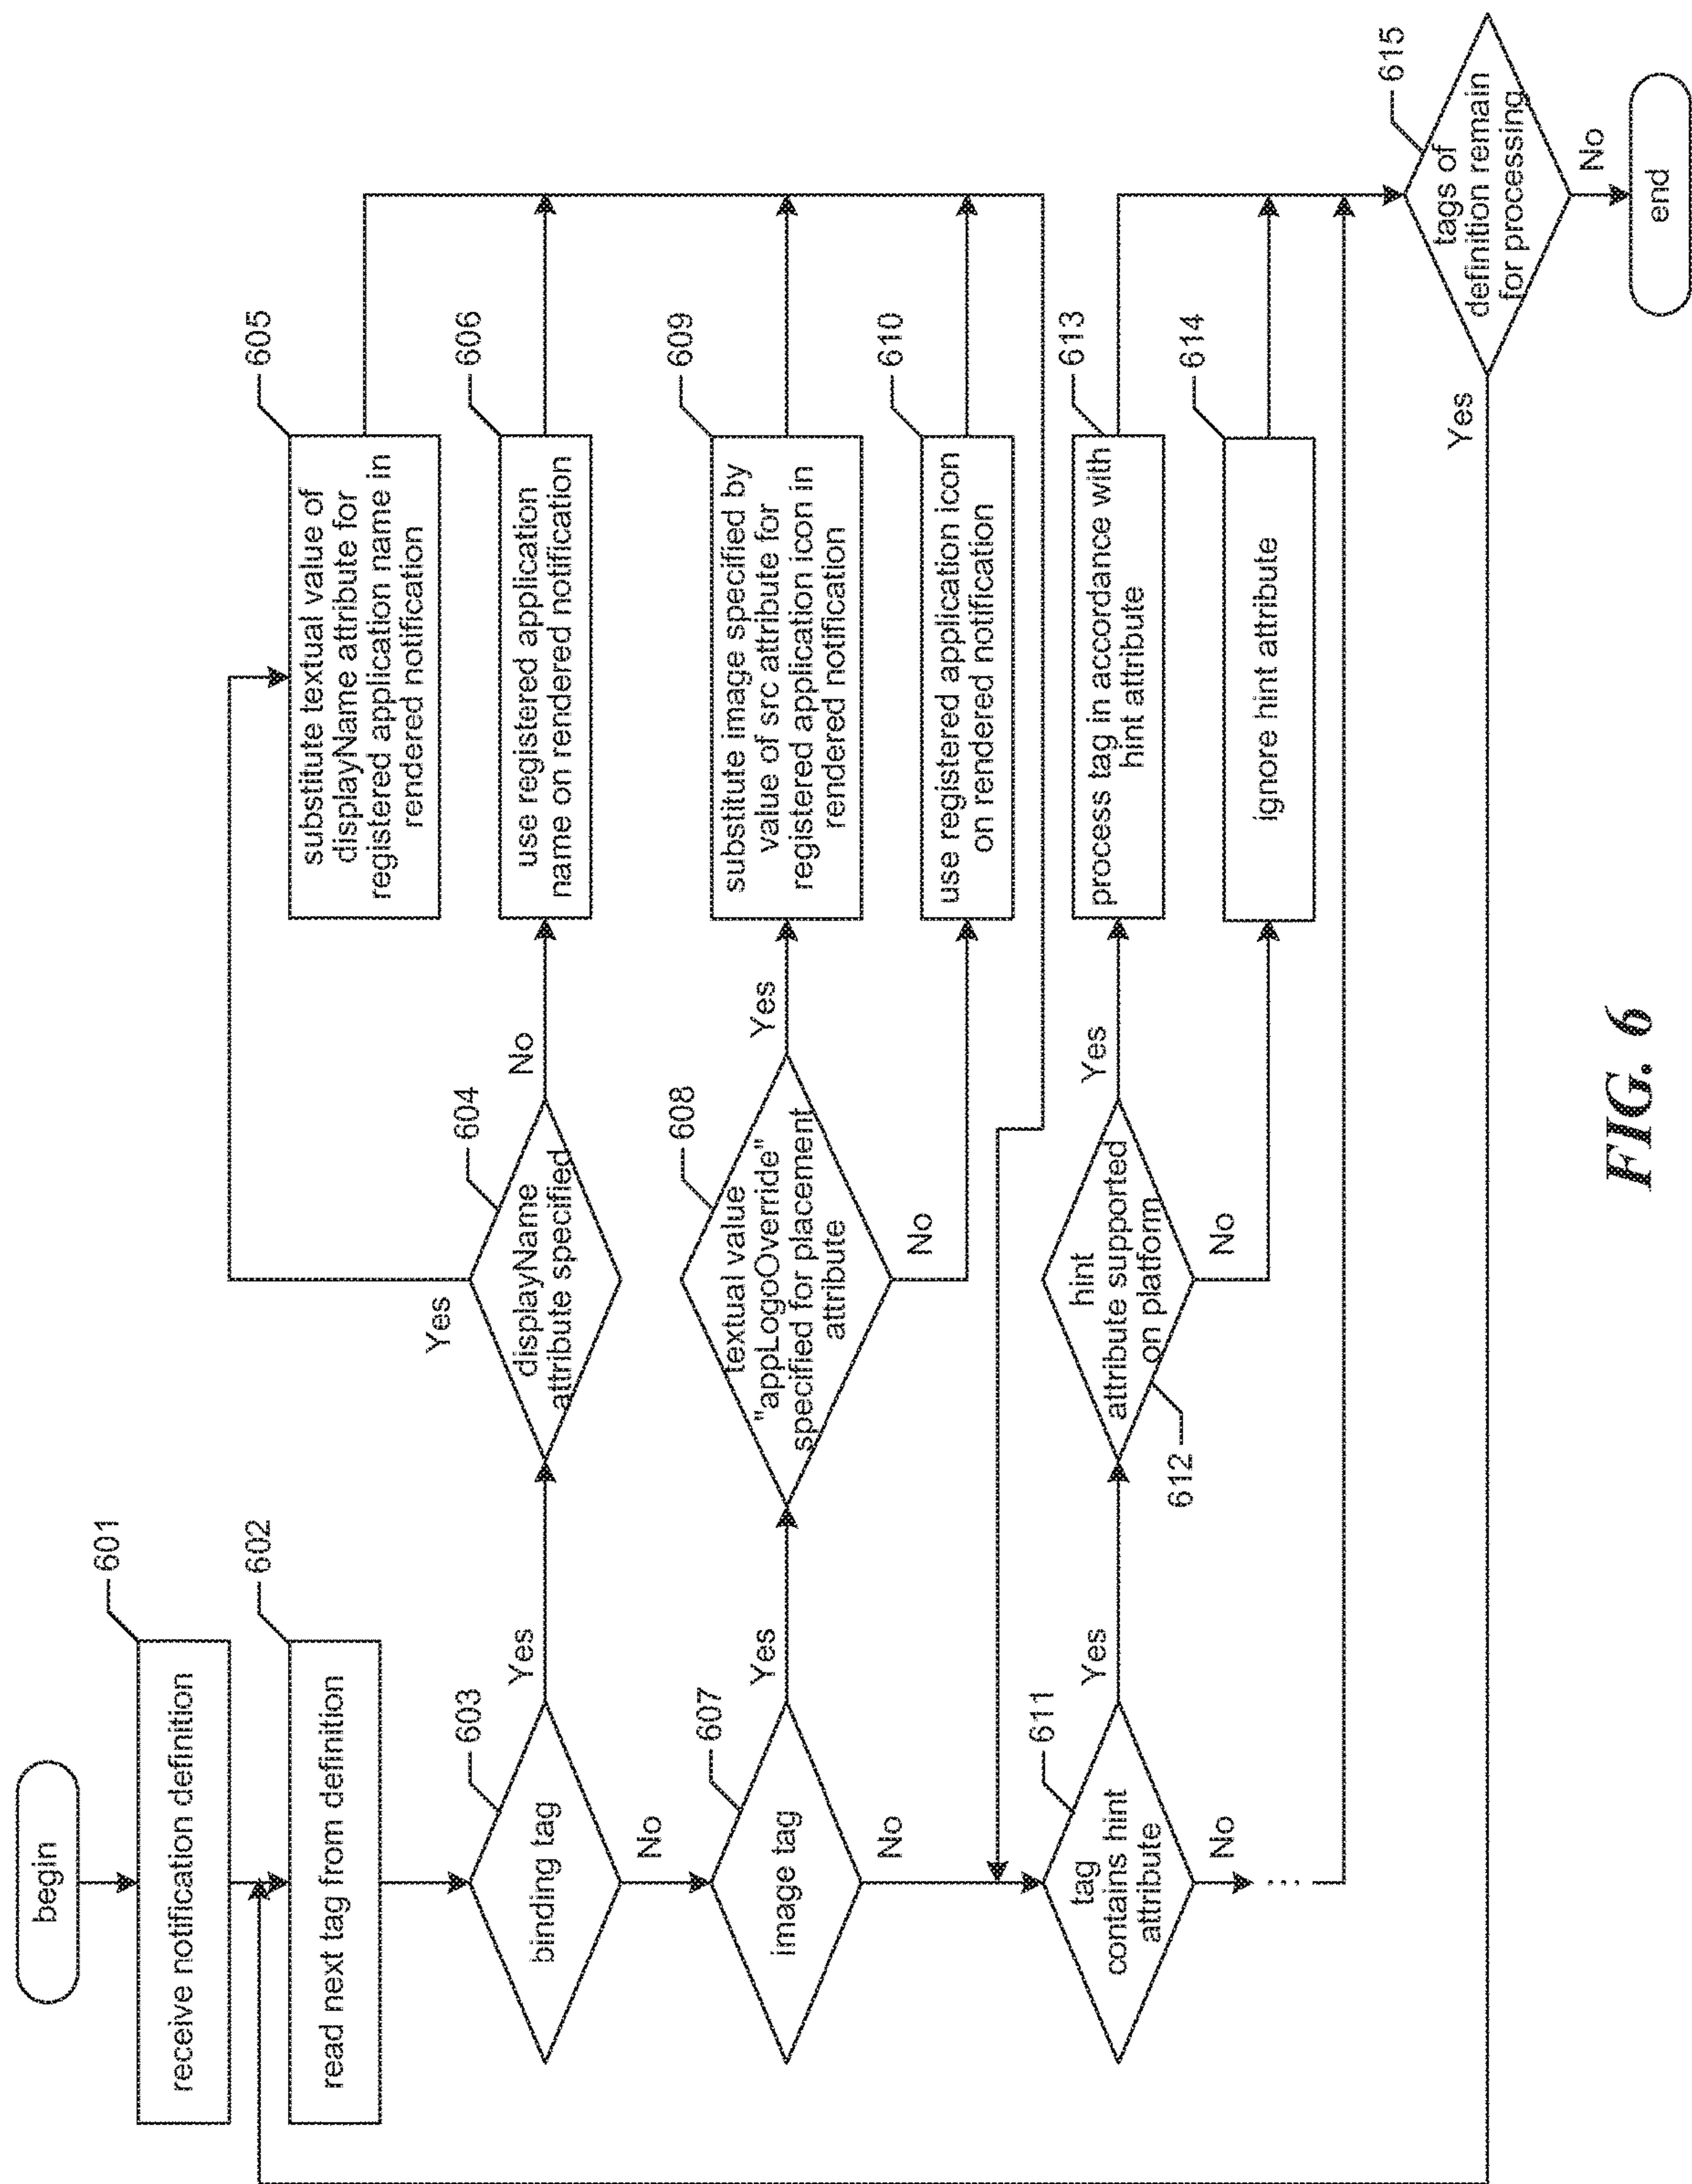 begin
601
receive notification definition
602
read next tag from definition
603
binding tag
Yes
No
604
displayName
attribute specified
Yes
No
605
substitute textual value of
displayName attribute for
registered application name in
rendered notification
606
use registered application
name on rendered notification
607
image tag
Yes
No
608
textual value
"appLogoOverride"
specified for placement
attribute
Yes
No
609
substitute image specified by
value of src attribute for
registered application icon in
rendered notification
610
use registered application icon
on rendered notification
611
tag
contains hint
attribute
Yes
No
...
612
hint
attribute supported
on platform
Yes
No
613
process tag in accordance with
hint attribute
614
ignore hint attribute
615
tags of
definition remain
for processing
Yes
No
end
FIG. 6